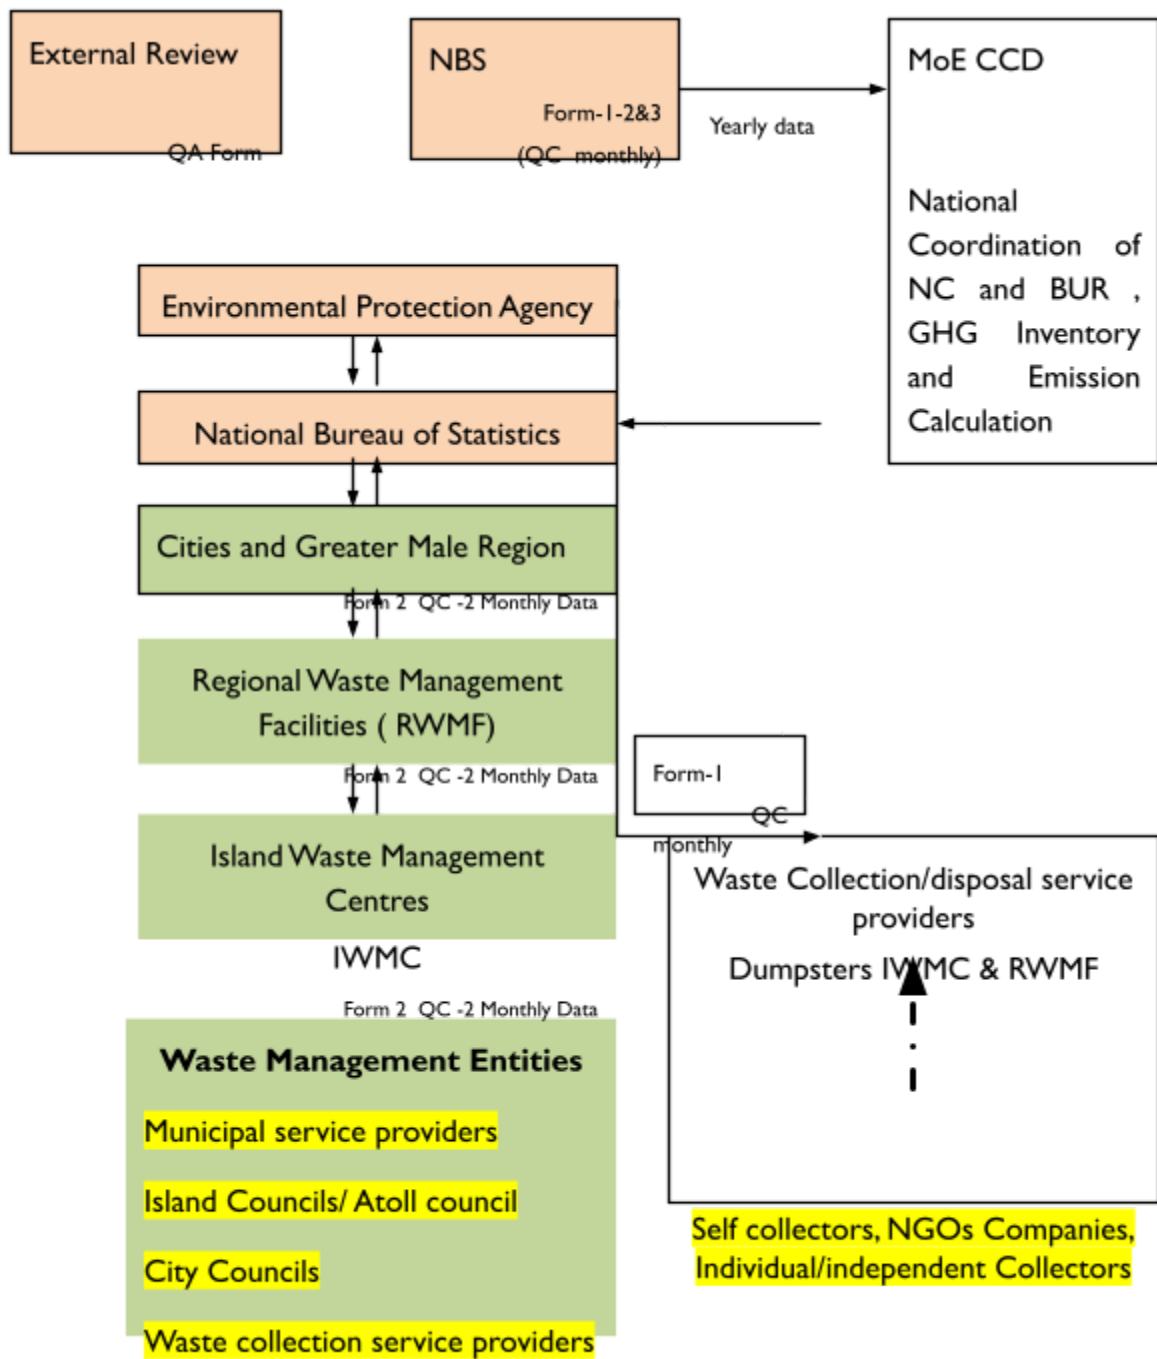 External Review
QA Form
NBS
Form-1-2&3
(QC monthly)
Yearly data
MoE CCD
National
Coordination of
NC and BUR ,
GHG Inventory
and Emission
Calculation
Environmental Protection Agency
National Bureau of Statistics
Cities and Greater Male Region
Form 2 QC -2 Monthly Data
Regional Waste Management
Facilities ( RWMF)
Form 2 QC -2 Monthly Data
Island Waste Management
Centres
IWMC
Form 2 QC -2 Monthly Data
Waste Management Entities
Municipal service providers
Island Councils/ Atoll council
City Councils
Waste collection service providers
Form-1
QC
monthly
Waste Collection/disposal service
providers
Dumpsters IWMC & RWMF
Self collectors, NGOs Companies,
Individual/independent Collectors